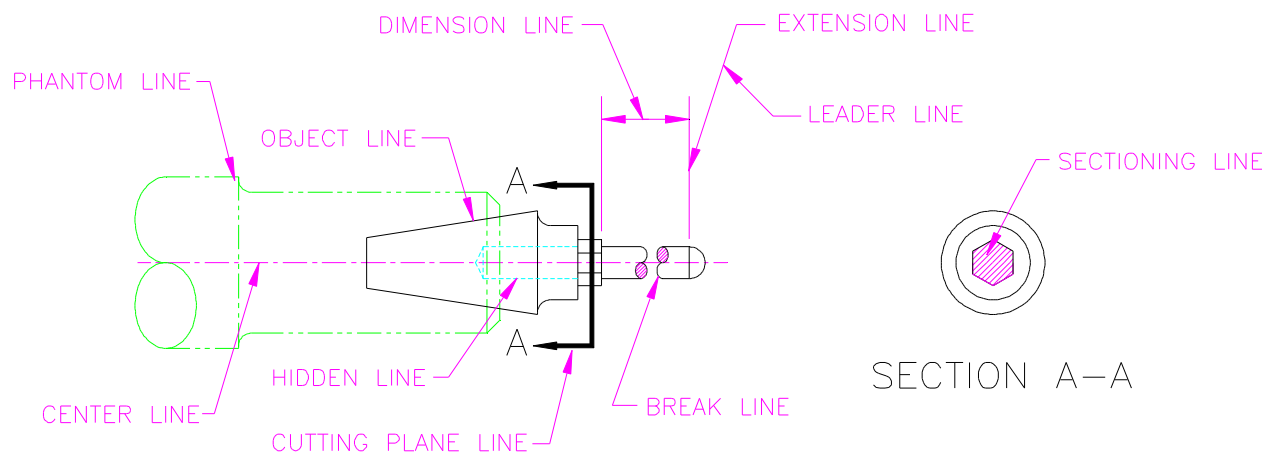 DIMENSION LINE
EXTENSION LINE
PHANTOM LINE
LEADER LINE
OBJECT LINE
SECTIONING LINE
A
A
HIDDEN LINE
SECTION A-A
CENTER LINE
BREAK LINE
CUTTING PLANE LINE